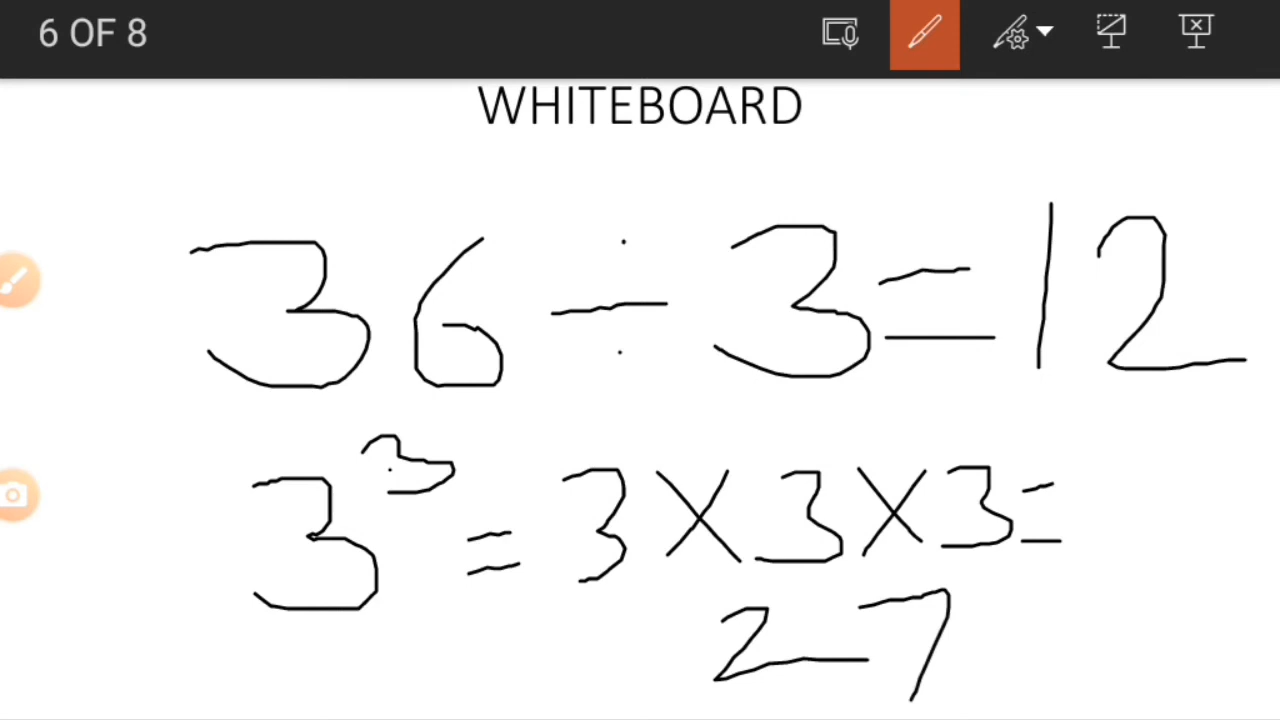 6 OF 8
WHITEBOARD
36 ÷ 3 = 12
3³ = 3 × 3 × 3 =
27